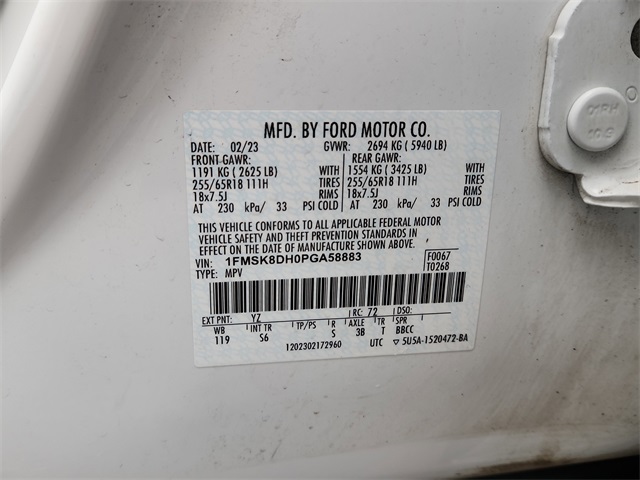 MFD. BY FORD MOTOR CO.
DATE: 02/23 GVWR: 2694 KG ( 5940 LB)
FRONT GAWR: REAR GAWR:
1191 KG ( 2625 LB) WITH 1554 KG ( 3425 LB) WITH
255/65R18 111H TIRES 255/65R18 111H TIRES
18x7.5J RIMS 18x7.5J RIMS
AT 230 kPa/ 33 PSI COLD AT 230 kPa/ 33 PSI COLD
THIS VEHICLE CONFORMS TO ALL APPLICABLE FEDERAL MOTOR
VEHICLE SAFETY AND THEFT PREVENTION STANDARDS IN
EFFECT ON THE DATE OF MANUFACTURE SHOWN ABOVE.
VIN: 1FMSK8DH0PGA58883 F0067
TYPE: MPV T0268
EXT PNT: YZ RC: 72 DSO:
WB INT TR TP/PS R AXLE TR SPR
119 S6 S 3B T BBCC
1202302172960 UTC ▽ 5U5A-1520472-BA